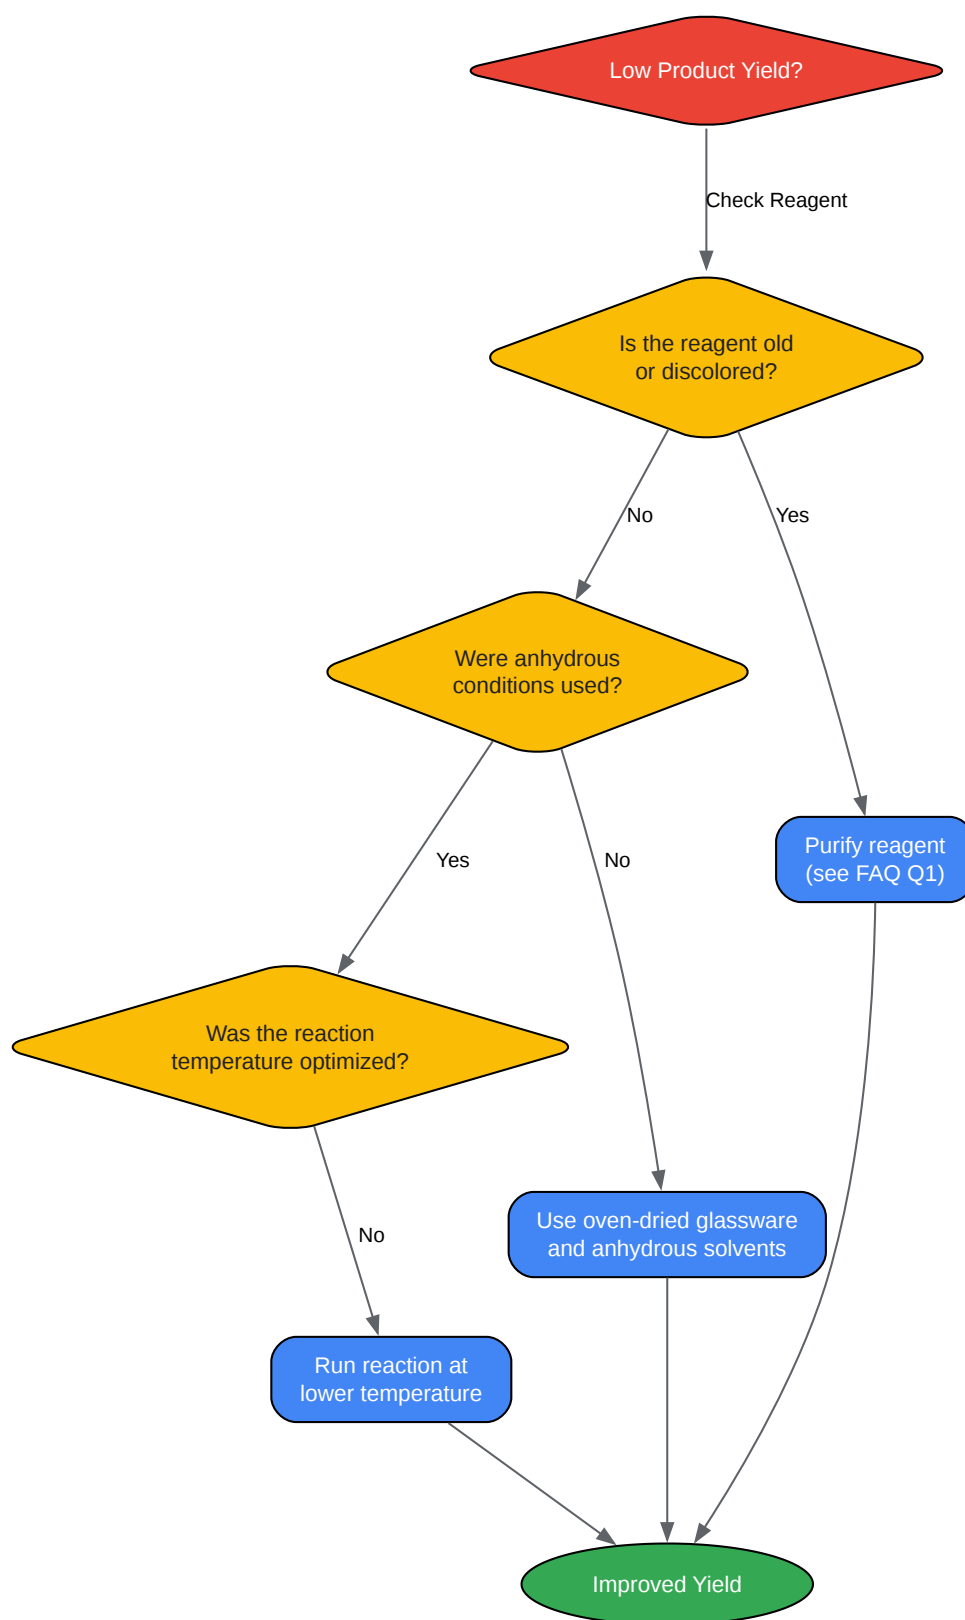 Low Product Yield?
Check Reagent
Is the reagent old
or discolored?
No
Yes
Were anhydrous
conditions used?
Purify reagent
(see FAQ Q1)
Yes
No
Was the reaction
temperature optimized?
Use oven-dried glassware
and anhydrous solvents
No
Run reaction at
lower temperature
Improved Yield